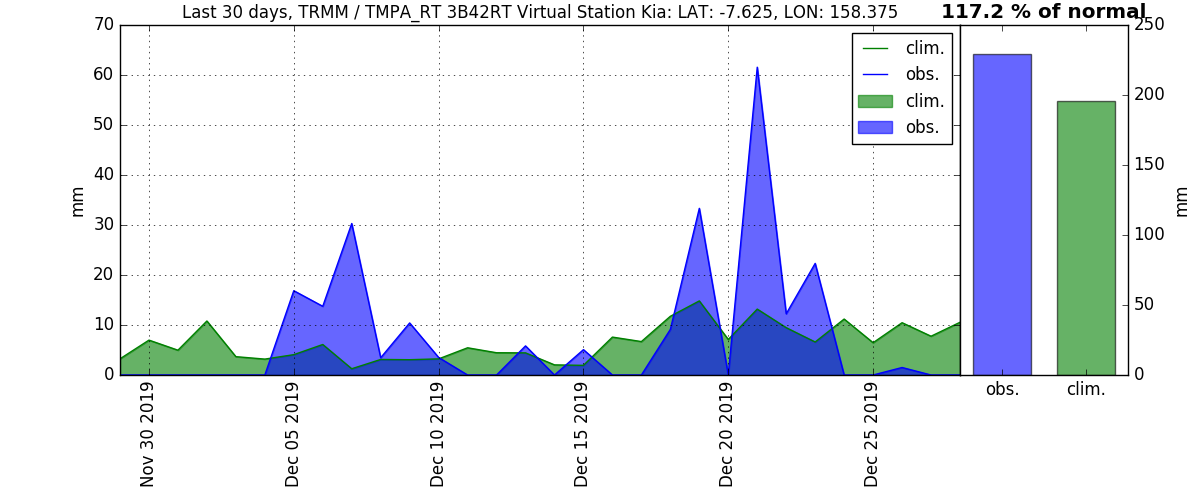 Last 30 days, TRMM / TMPA_RT 3B42RT Virtual Station Kia: LAT: -7.625, LON: 158.375
117.2 % of normal
70
60
50
40
30
20
10
0
mm
clim.
obs.
clim.
obs.
Nov 30 2019
Dec 05 2019
Dec 10 2019
Dec 15 2019
Dec 20 2019
Dec 25 2019
250
200
150
100
50
0
mm
obs.
clim.